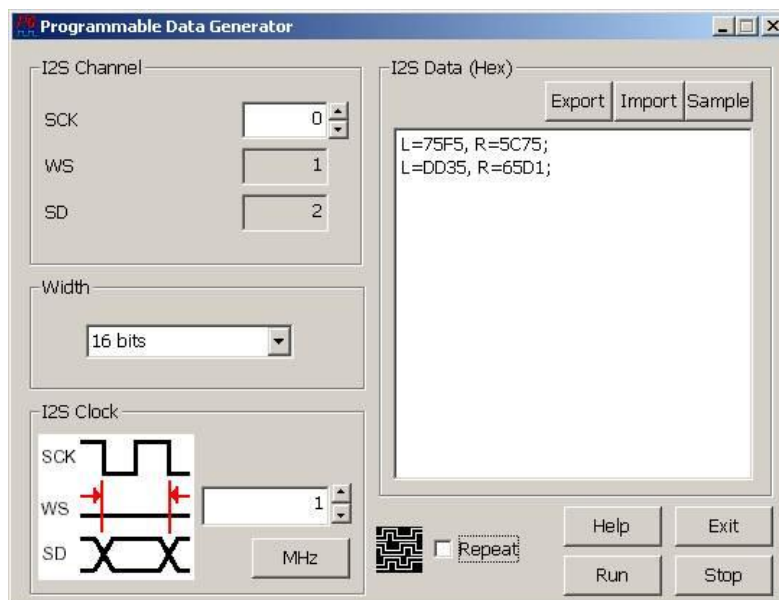 Programmable Data Generator
I2S Channel
SCK
0
WS
1
SD
2
Width
16 bits
I2S Clock
SCK
WS
SD
1
MHz
I2S Data (Hex)
Export
Import
Sample
L=75F5, R=5C75;
L=DD35, R=65D1;
Repeat
Help
Exit
Run
Stop